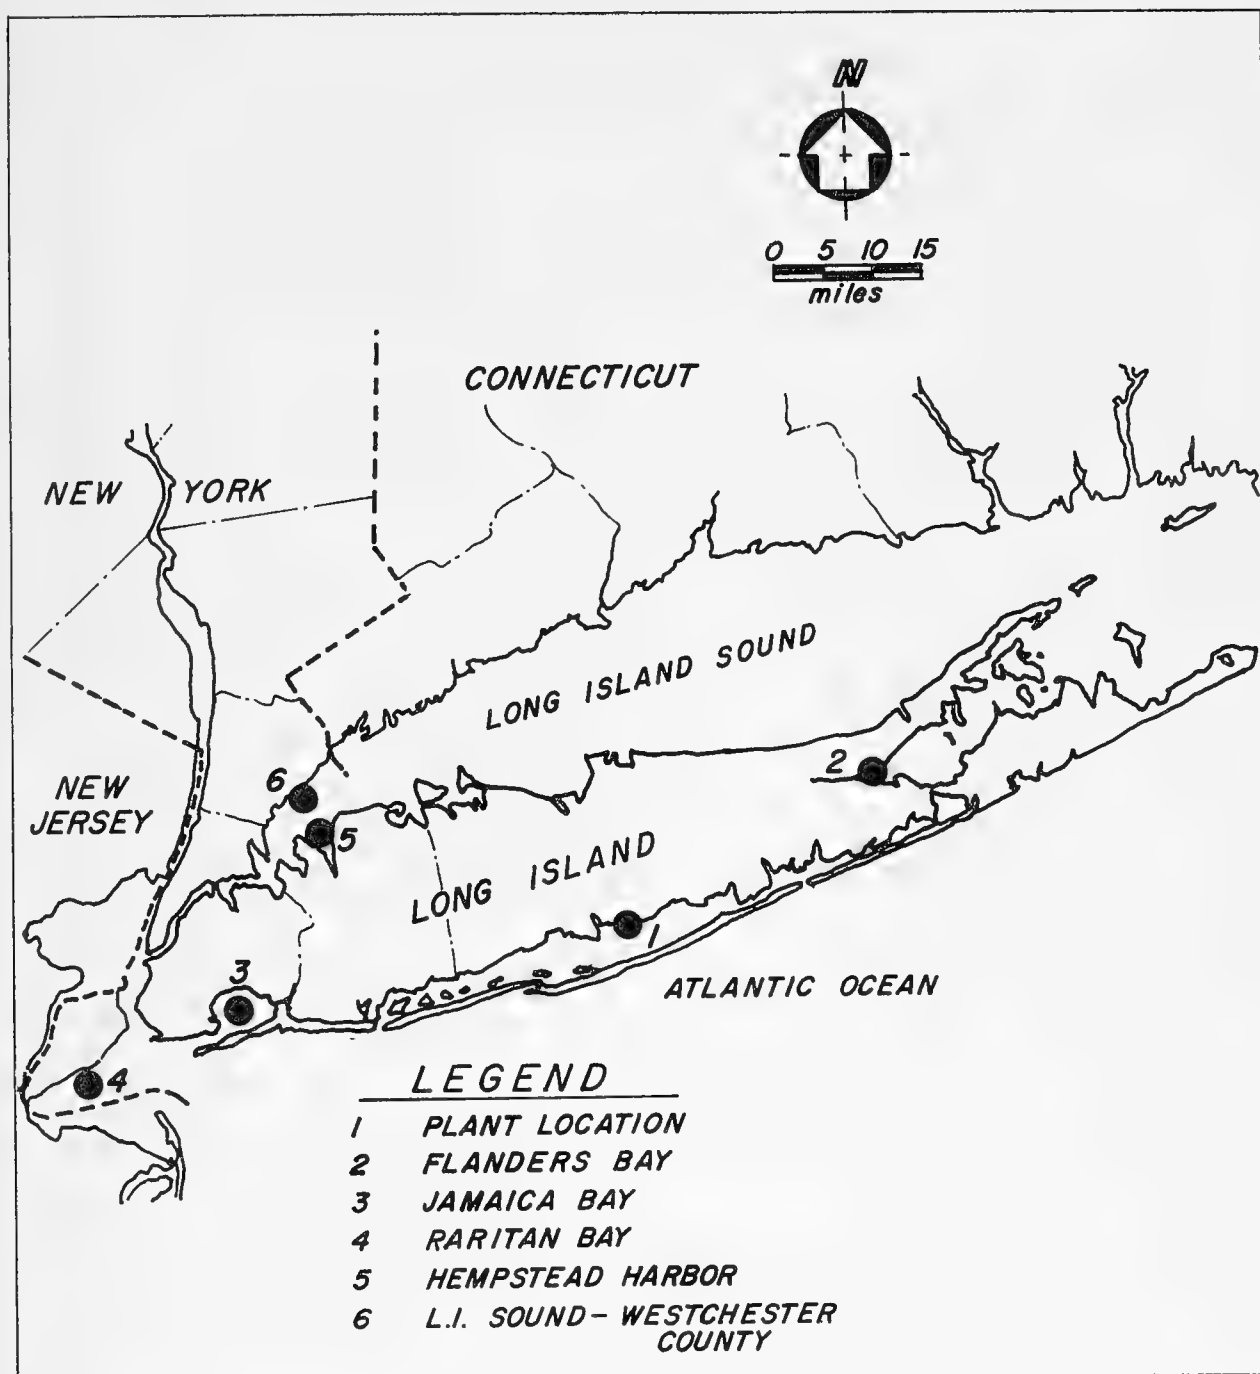 N
0 5 10 15
miles
CONNECTICUT
NEW YORK
LONG ISLAND SOUND
2
6
NEW
JERSEY
5
LONG ISLAND
1
3
ATLANTIC OCEAN
4
LEGEND
1 PLANT LOCATION
2 FLANDERS BAY
3 JAMAICA BAY
4 RARITAN BAY
5 HEMPSTEAD HARBOR
6 L.I. SOUND - WESTCHESTER
COUNTY